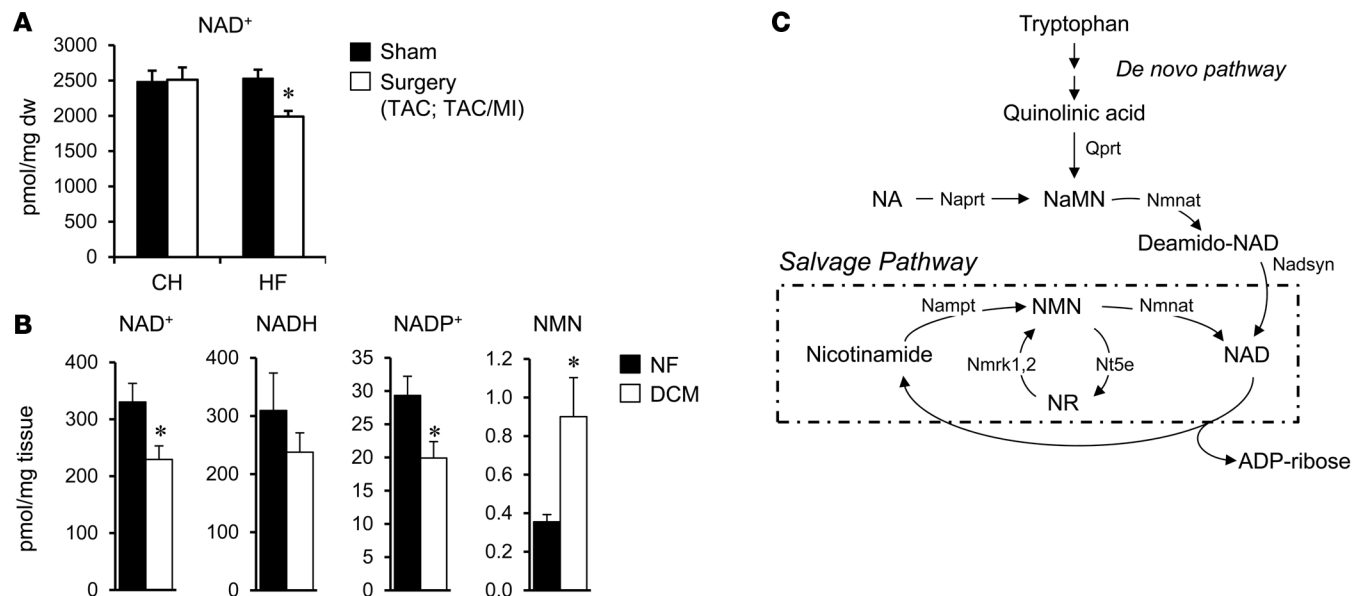 A
NAD+
pmol/mg dw
3000
2500
2000
1500
1000
500
0
*
CH
HF
Sham
Surgery
(TAC; TAC/MI)
B
pmol/mg tissue
NAD+
400
300
200
100
0
*
NADH
400
300
200
100
0
NADP+
35
30
25
20
15
10
5
0
*
NMN
1.2
1.0
0.8
0.6
0.4
0.2
0.0
*
NF
DCM
C
Tryptophan
De novo pathway
Quinolinic acid
Qprt
NA
Naprt
NaMN
Nmnat
Deamido-NAD
Nadsyn
Salvage Pathway
Nampt
NMN
Nmnat
Nicotinamide
Nmrk1,2
Nt5e
NAD
NR
ADP-ribose